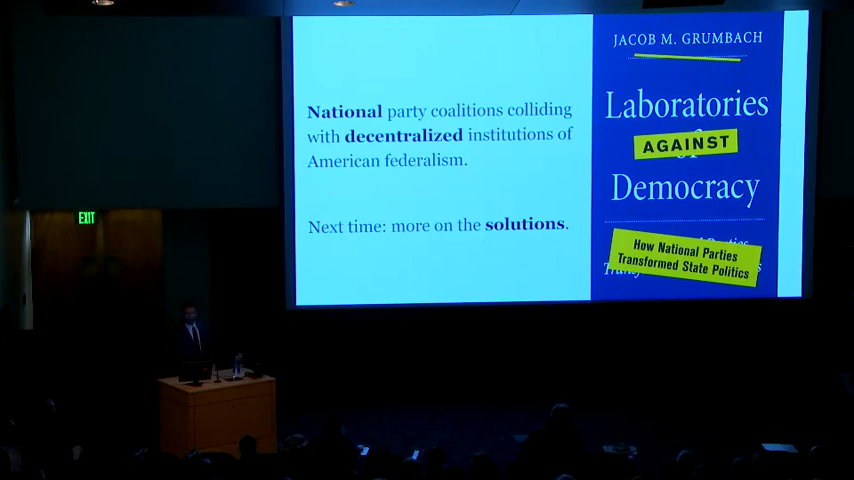 National party coalitions colliding
with decentralized institutions of
American federalism.
Next time: more on the solutions.
JACOB M. GRUMBACH
Laboratories
AGAINST
Democracy
How National Parties
Transformed State Politics
EXIT